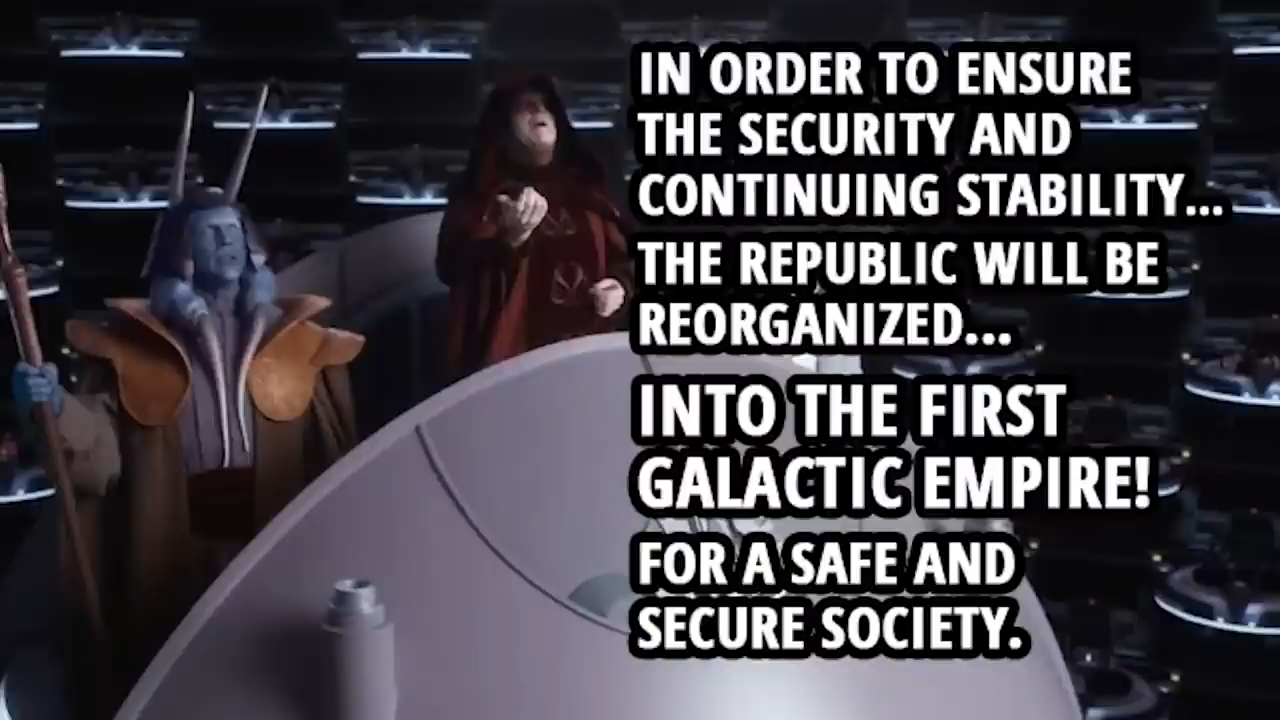 IN ORDER TO ENSURE
THE SECURITY AND
CONTINUING STABILITY...
THE REPUBLIC WILL BE
REORGANIZED...
INTO THE FIRST
GALACTIC EMPIRE!
FOR A SAFE AND
SECURE SOCIETY.